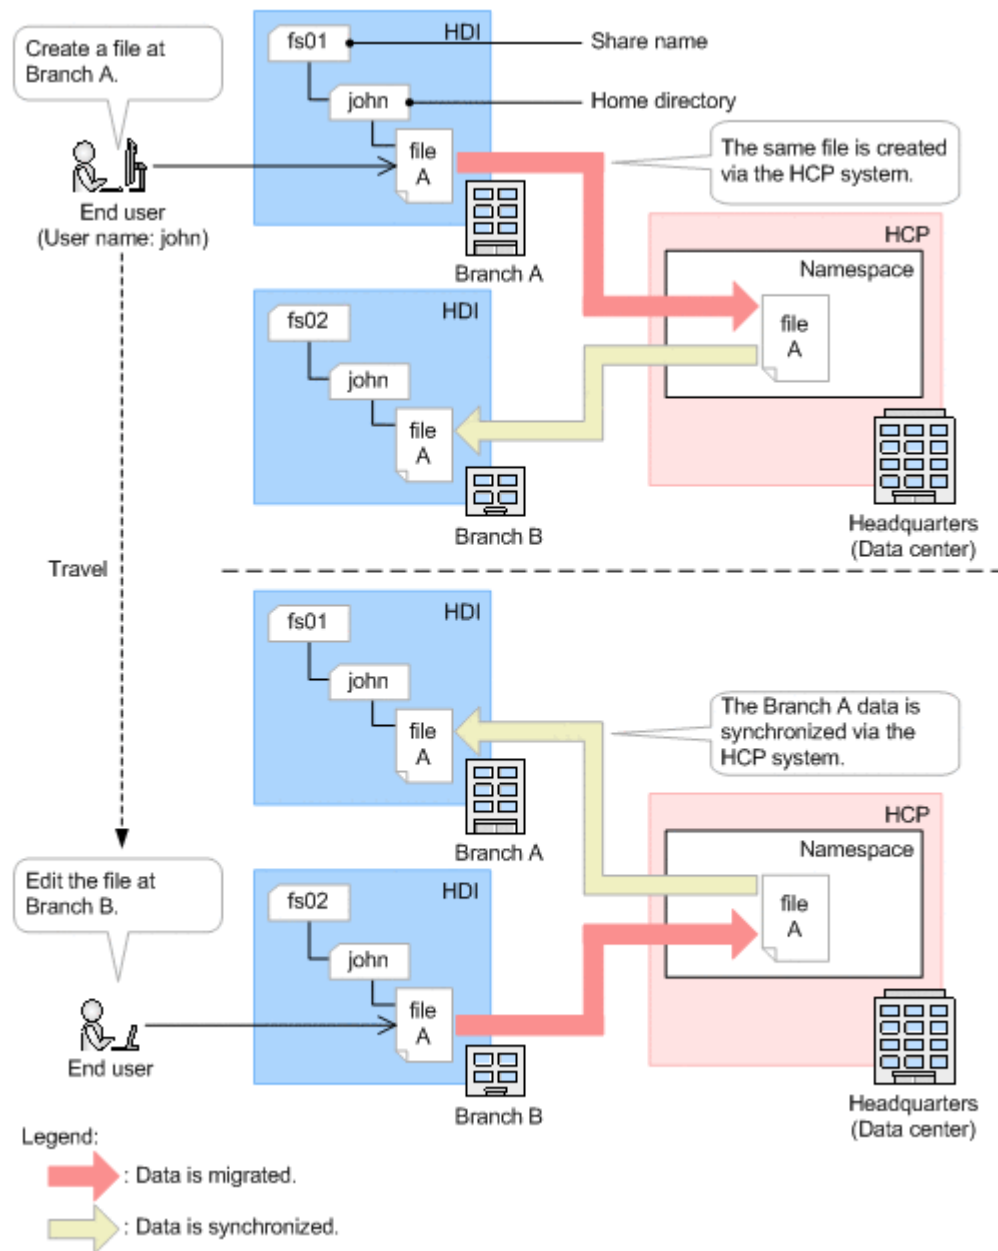 Create a file at
Branch A.
End user
(User name: john)
HDI
fs01
Share name
john
Home directory
file
A
Branch A
The same file is created
via the HCP system.
HCP
Namespace
file
A
Headquarters
(Data center)
HDI
fs02
john
file
A
Branch B
Travel
HDI
fs01
john
file
A
Branch A
The Branch A data is
synchronized via the
HCP system.
HCP
Namespace
file
A
Headquarters
(Data center)
Edit the file at
Branch B.
End user
HDI
fs02
john
file
A
Branch B
Legend:
: Data is migrated.
: Data is synchronized.